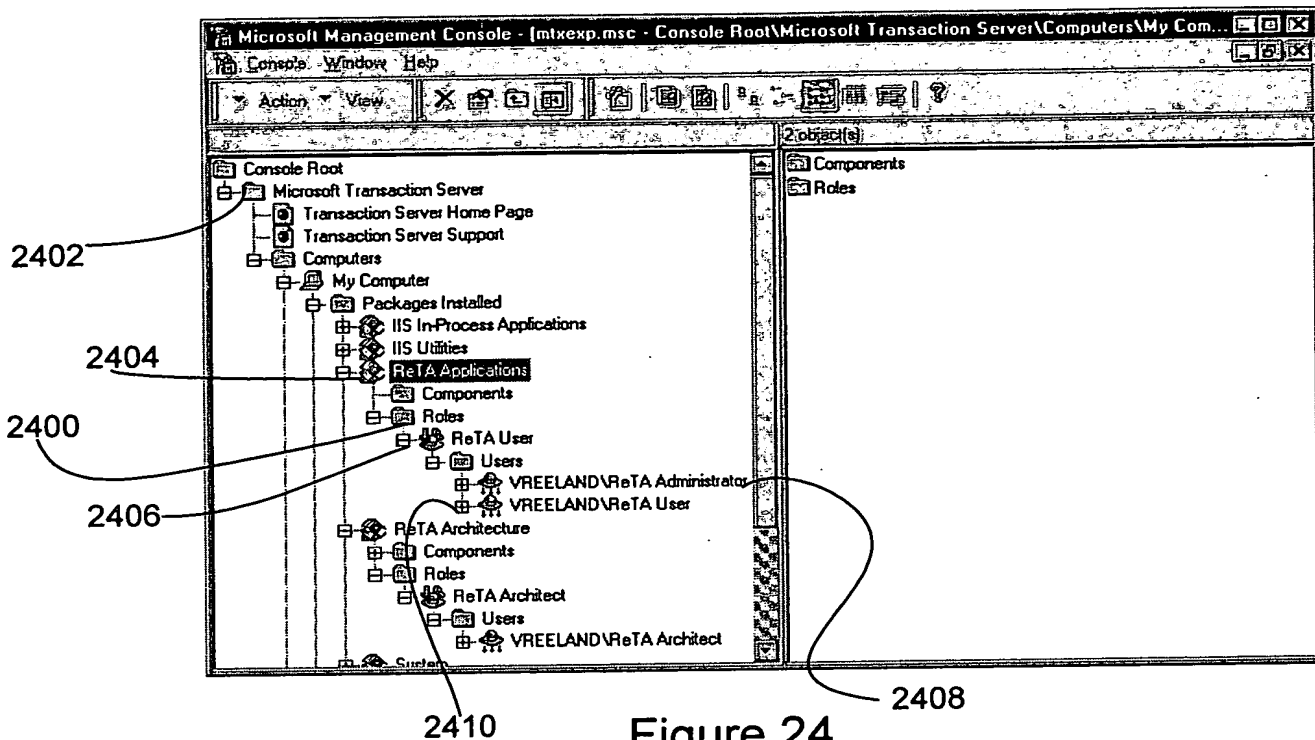 Microsoft Management Console - [mtxexp.msc - Console Root\Microsoft Transaction Server\Computers\My Com...
Console Window Help
Action View
2 object(s)
Console Root
Microsoft Transaction Server
Transaction Server Home Page
Transaction Server Support
Computers
My Computer
Packages Installed
IIS In-Process Applications
IIS Utilities
ReTA Applications
Components
Roles
ReTA User
Users
VREELAND\ReTA Administrator
VREELAND\ReTA User
ReTA Architecture
Components
Roles
ReTA Architect
Users
VREELAND\ReTA Architect
System
Components
Roles
2402
2404
2400
2406
2410
2408
Figure 24